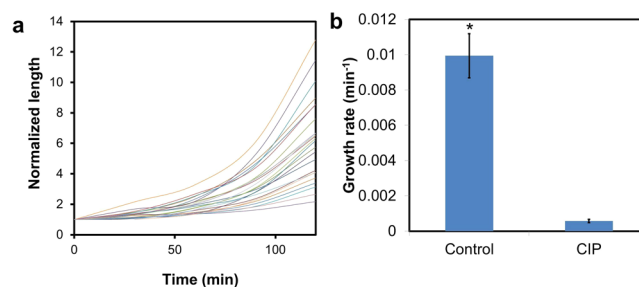 a
14
12
10
8
6
4
2
0
Normalized length
0 50 100
Time (min)
b
0.012
0.01
0.008
0.006
0.004
0.002
0
Growth rate (min⁻¹)
*
Control CIP